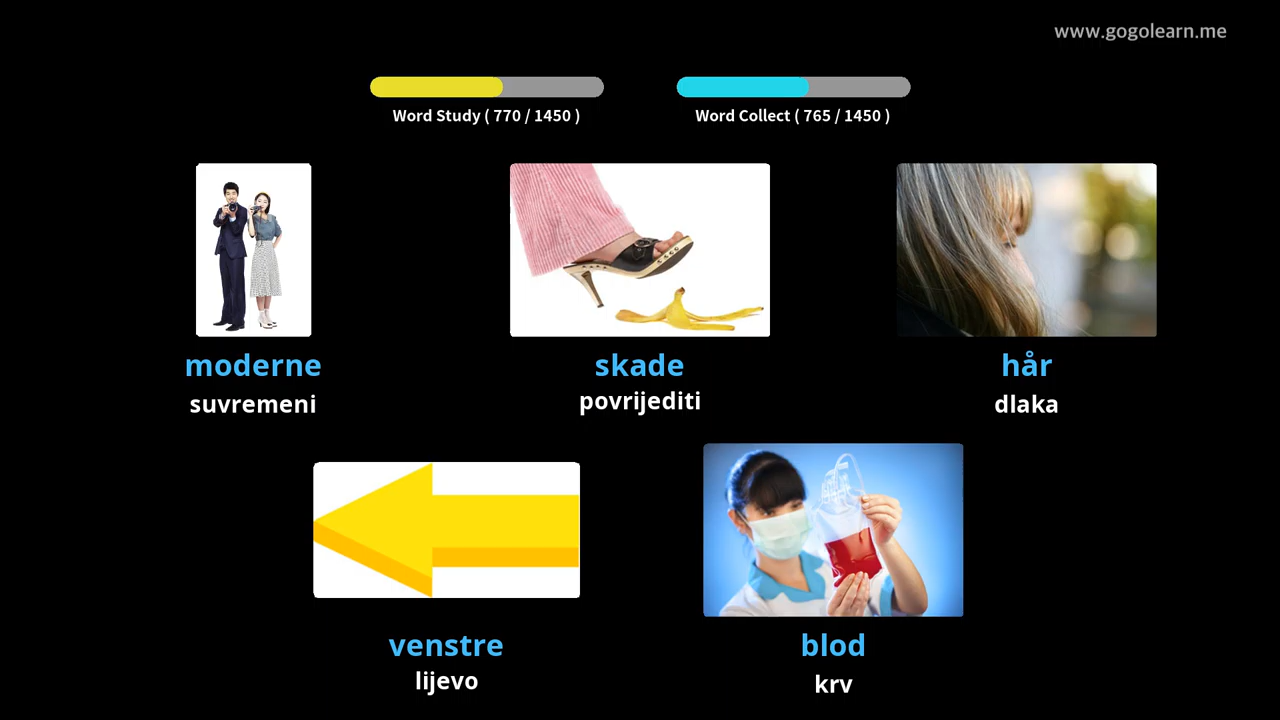 www.gogolearn.me
Word Study ( 770 / 1450 )
Word Collect ( 765 / 1450 )
moderne
suvremeni
skade
povrijediti
hår
dlaka
venstre
lijevo
blod
krv